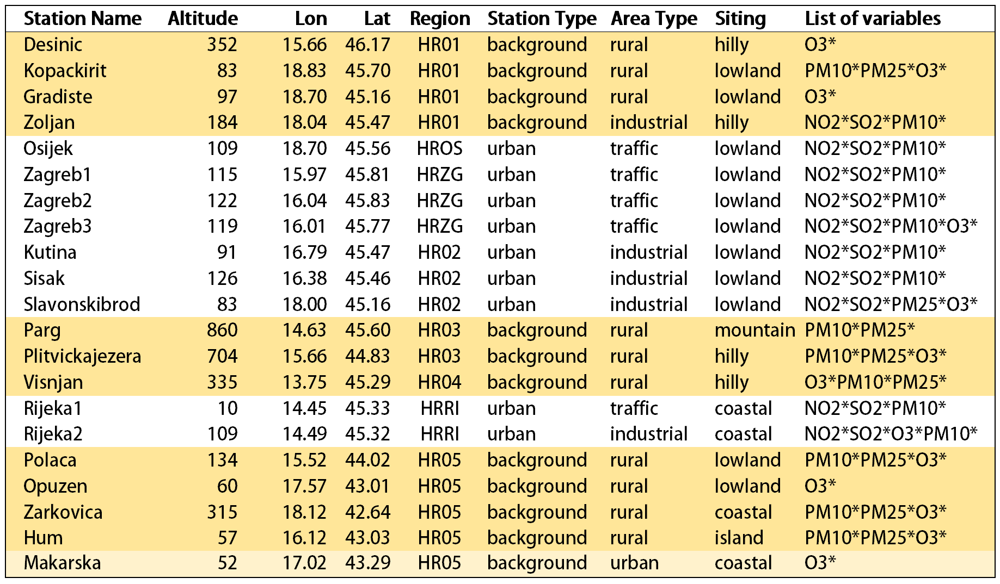 Station Name Altitude Lon Lat Region Station Type Area Type Siting List of variables
Desinic 352 15.66 46.17 HR01 background rural hilly O3*
Kopackirit 83 18.83 45.70 HR01 background rural lowland PM10*PM25*O3*
Gradiste 97 18.70 45.16 HR01 background rural lowland O3*
Zoljan 184 18.04 45.47 HR01 background industrial hilly NO2*SO2*PM10*
Osijek 109 18.70 45.56 HROS urban traffic lowland NO2*SO2*PM10*
Zagreb1 115 15.97 45.81 HRZG urban traffic lowland NO2*SO2*PM10*
Zagreb2 122 16.04 45.83 HRZG urban traffic lowland NO2*SO2*PM10*
Zagreb3 119 16.01 45.77 HRZG urban traffic lowland NO2*SO2*PM10*O3*
Kutina 91 16.79 45.47 HR02 urban industrial lowland NO2*SO2*PM10*
Sisak 126 16.38 45.46 HR02 urban industrial lowland NO2*SO2*PM10*
Slavonskibrod 83 18.00 45.16 HR02 urban industrial lowland NO2*SO2*PM25*O3*
Parg 860 14.63 45.60 HR03 background rural mountain PM10*PM25*
Plitvickajezera 704 15.66 44.83 HR03 background rural hilly PM10*PM25*O3*
Visnjan 335 13.75 45.29 HR04 background rural hilly O3*PM10*PM25*
Rijeka1 10 14.45 45.33 HRRI urban traffic coastal NO2*SO2*PM10*
Rijeka2 109 14.49 45.32 HRRI urban industrial coastal NO2*SO2*O3*PM10*
Polaca 134 15.52 44.02 HR05 background rural lowland PM10*PM25*O3*
Opuzen 60 17.57 43.01 HR05 background rural lowland O3*
Zarkovica 315 18.12 42.64 HR05 background rural coastal PM10*PM25*O3*
Hum 57 16.12 43.03 HR05 background rural island PM10*PM25*O3*
Makarska 52 17.02 43.29 HR05 background urban coastal O3*